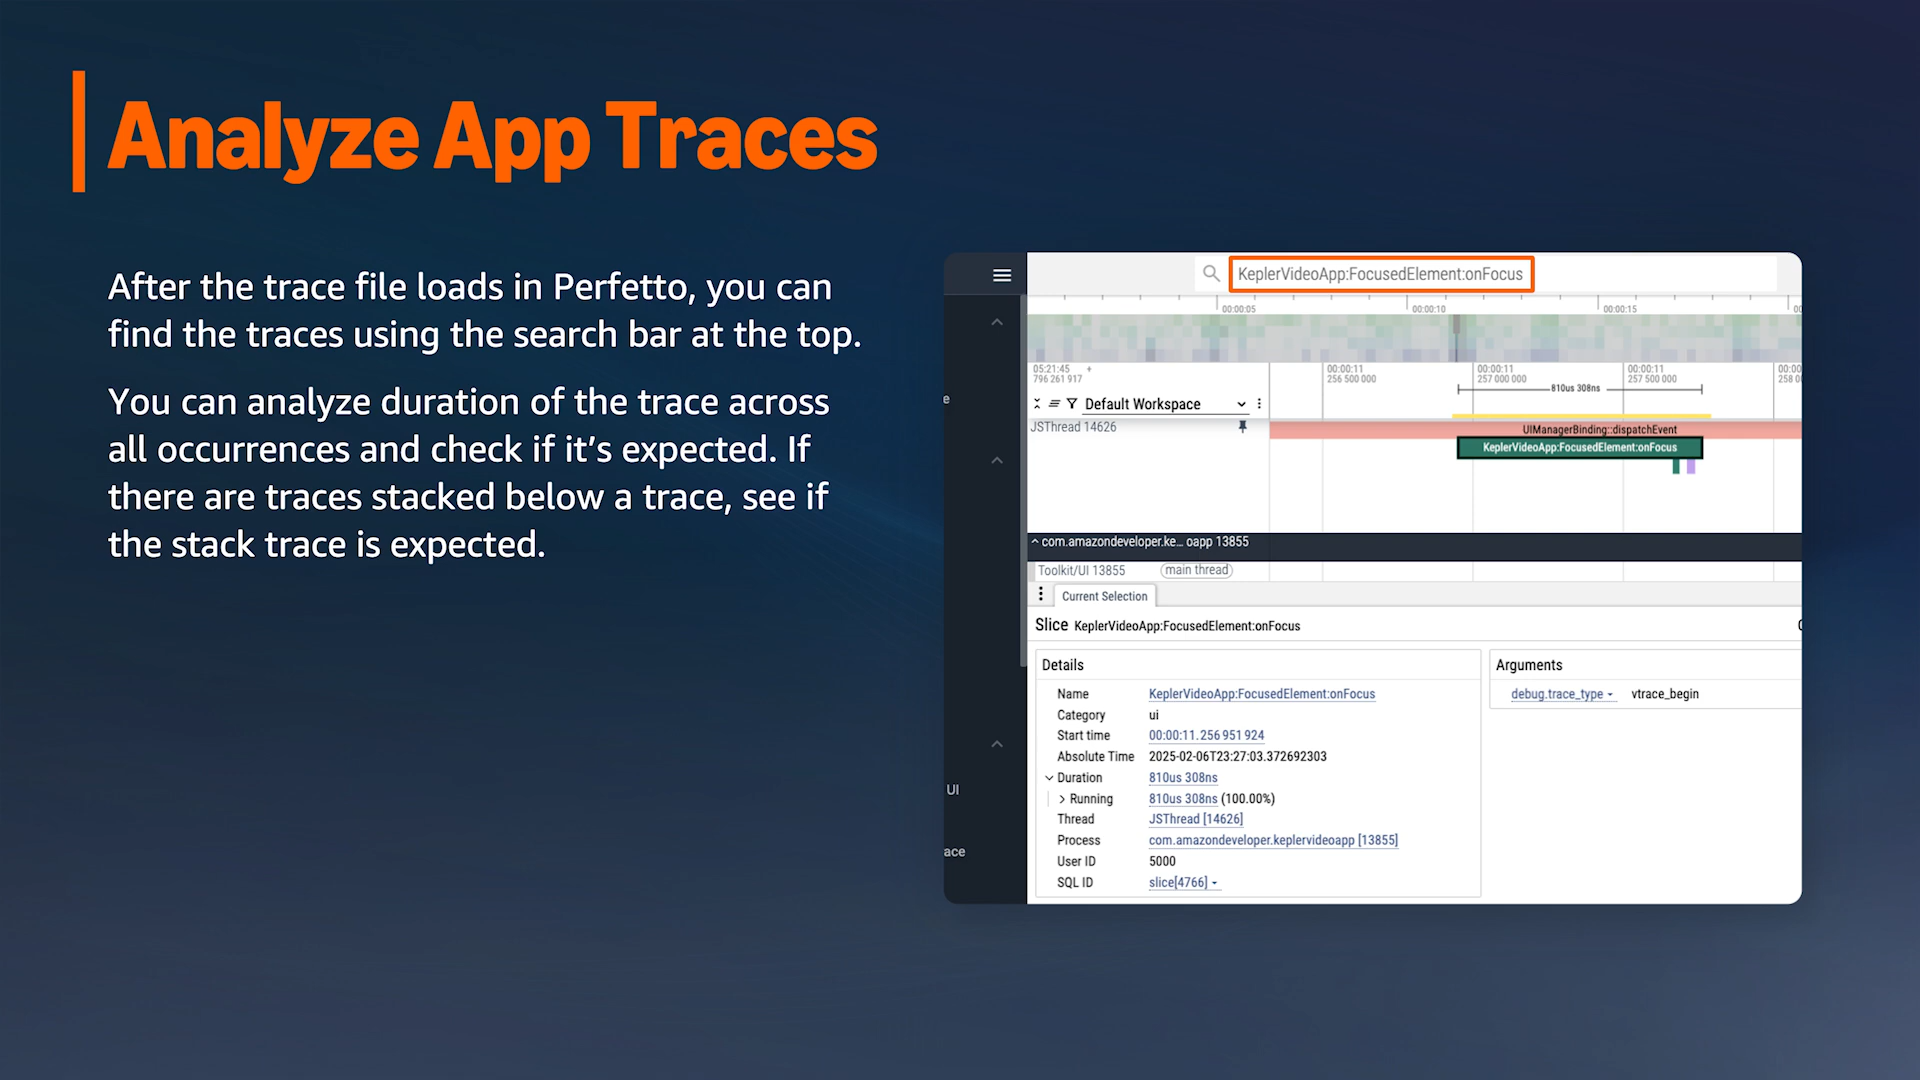 Analyze App Traces
After the trace file loads in Perfetto, you can
find the traces using the search bar at the top.
You can analyze duration of the trace across
all occurrences and check if it's expected. If
there are traces stacked below a trace, see if
the stack trace is expected.
KeplerVideoApp:FocusedElement:onFocus
00:00:05 00:00:10 00:00:15
05:21:45 + 00:00:11 00:00:11 00:00:11 00:00
796 261 917 256 500 000 257 000 000 257 500 000 258 0
810us 308ns
e
Default Workspace
JSThread 14626
UIManagerBinding::dispatchEvent
KeplerVideoApp:FocusedElement:onFocus
com.amazondeveloper.ke... oapp 13855
Toolkit/UI 13855 main thread
Current Selection
Slice KeplerVideoApp:FocusedElement:onFocus
Details
Name KeplerVideoApp:FocusedElement:onFocus
Category ui
Start time 00:00:11.256 951 924
Absolute Time 2025-02-06T23:27:03.372692303
Duration 810us 308ns
Running 810us 308ns (100.00%)
Thread JSThread [14626]
Process com.amazondeveloper.keplervideoapp [13855]
User ID 5000
SQL ID slice[4766]
Arguments
debug.trace_type vtrace_begin
UI
ace